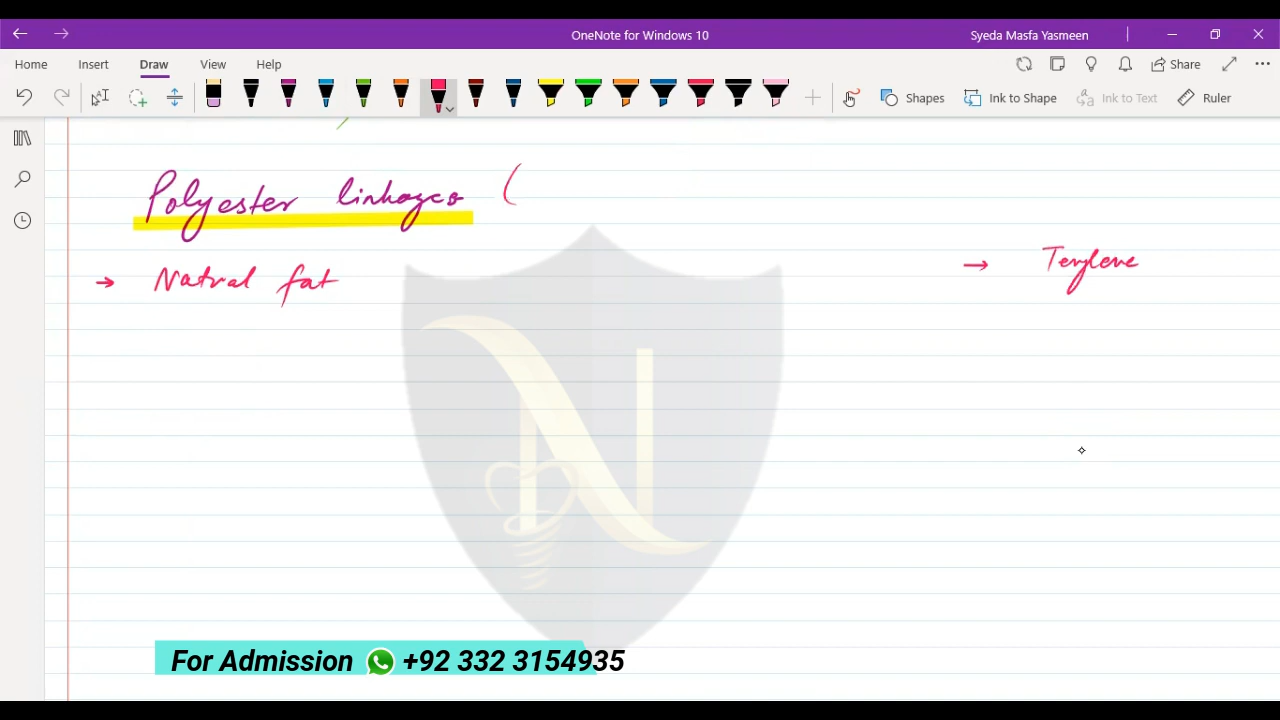 OneNote for Windows 10
Syeda Masfa Yasmeen
Home Insert Draw View Help
Share
Shapes Ink to Shape Ink to Text Ruler
Polyester linkages (
→ Natural fat
→ Terylene
N
For Admission +92 332 3154935